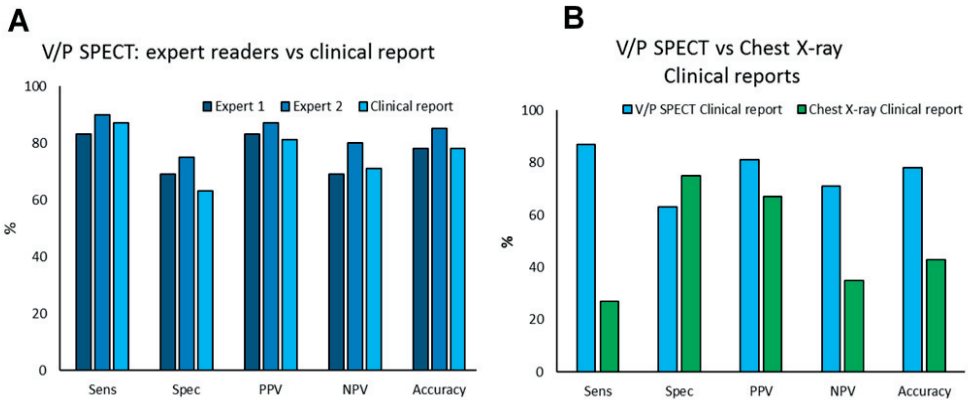 A
V/P SPECT: expert readers vs clinical report
Expert 1 Expert 2 Clinical report
100
80
60
40
20
0
%
Sens Spec PPV NPV Accuracy
B
V/P SPECT vs Chest X-ray
Clinical reports
V/P SPECT Clinical report Chest X-ray Clinical report
100
80
60
40
20
0
%
Sens Spec PPV NPV Accuracy